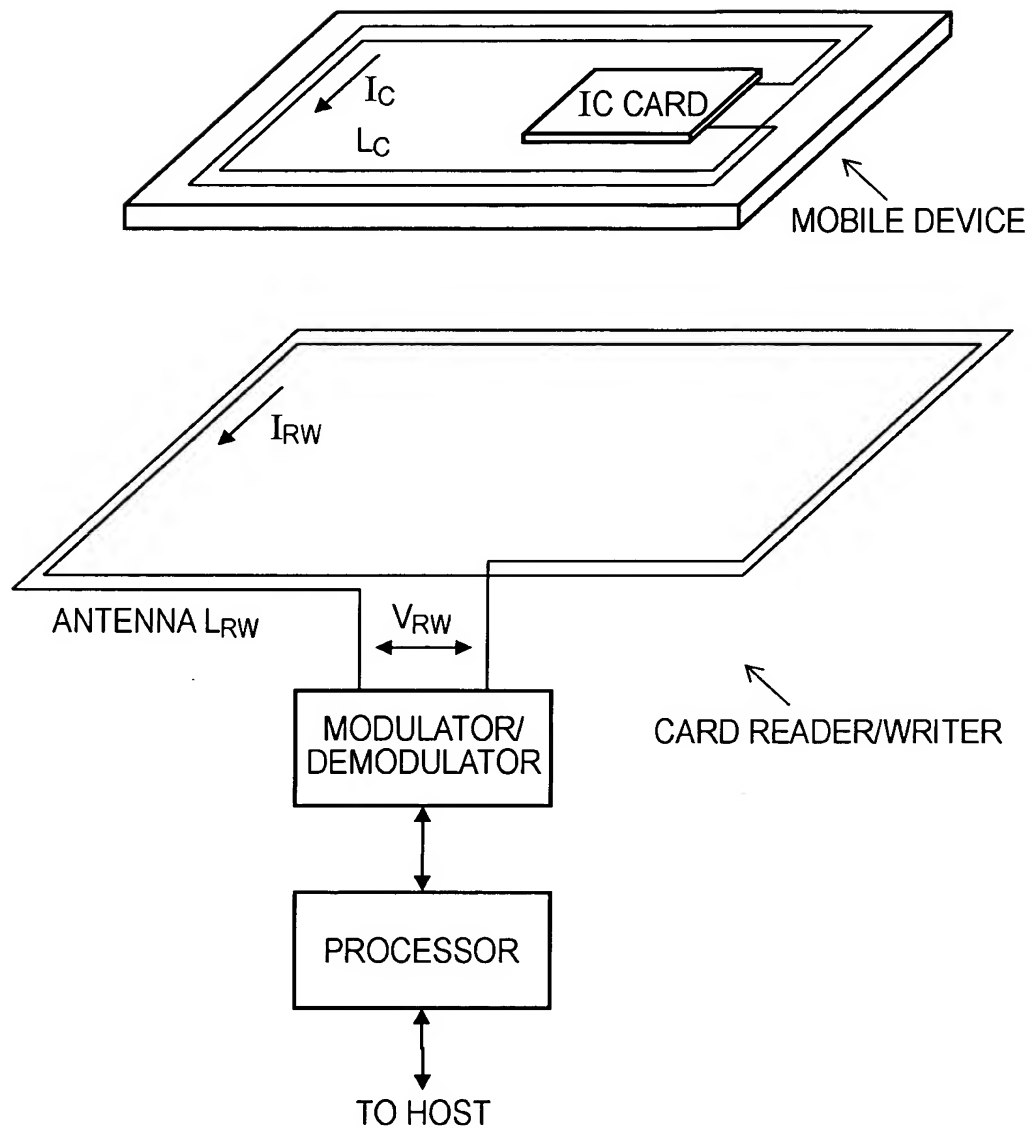 IC
LC
IC CARD
MOBILE DEVICE
IRW
ANTENNA LRW
VRW
MODULATOR/
DEMODULATOR
CARD READER/WRITER
PROCESSOR
TO HOST